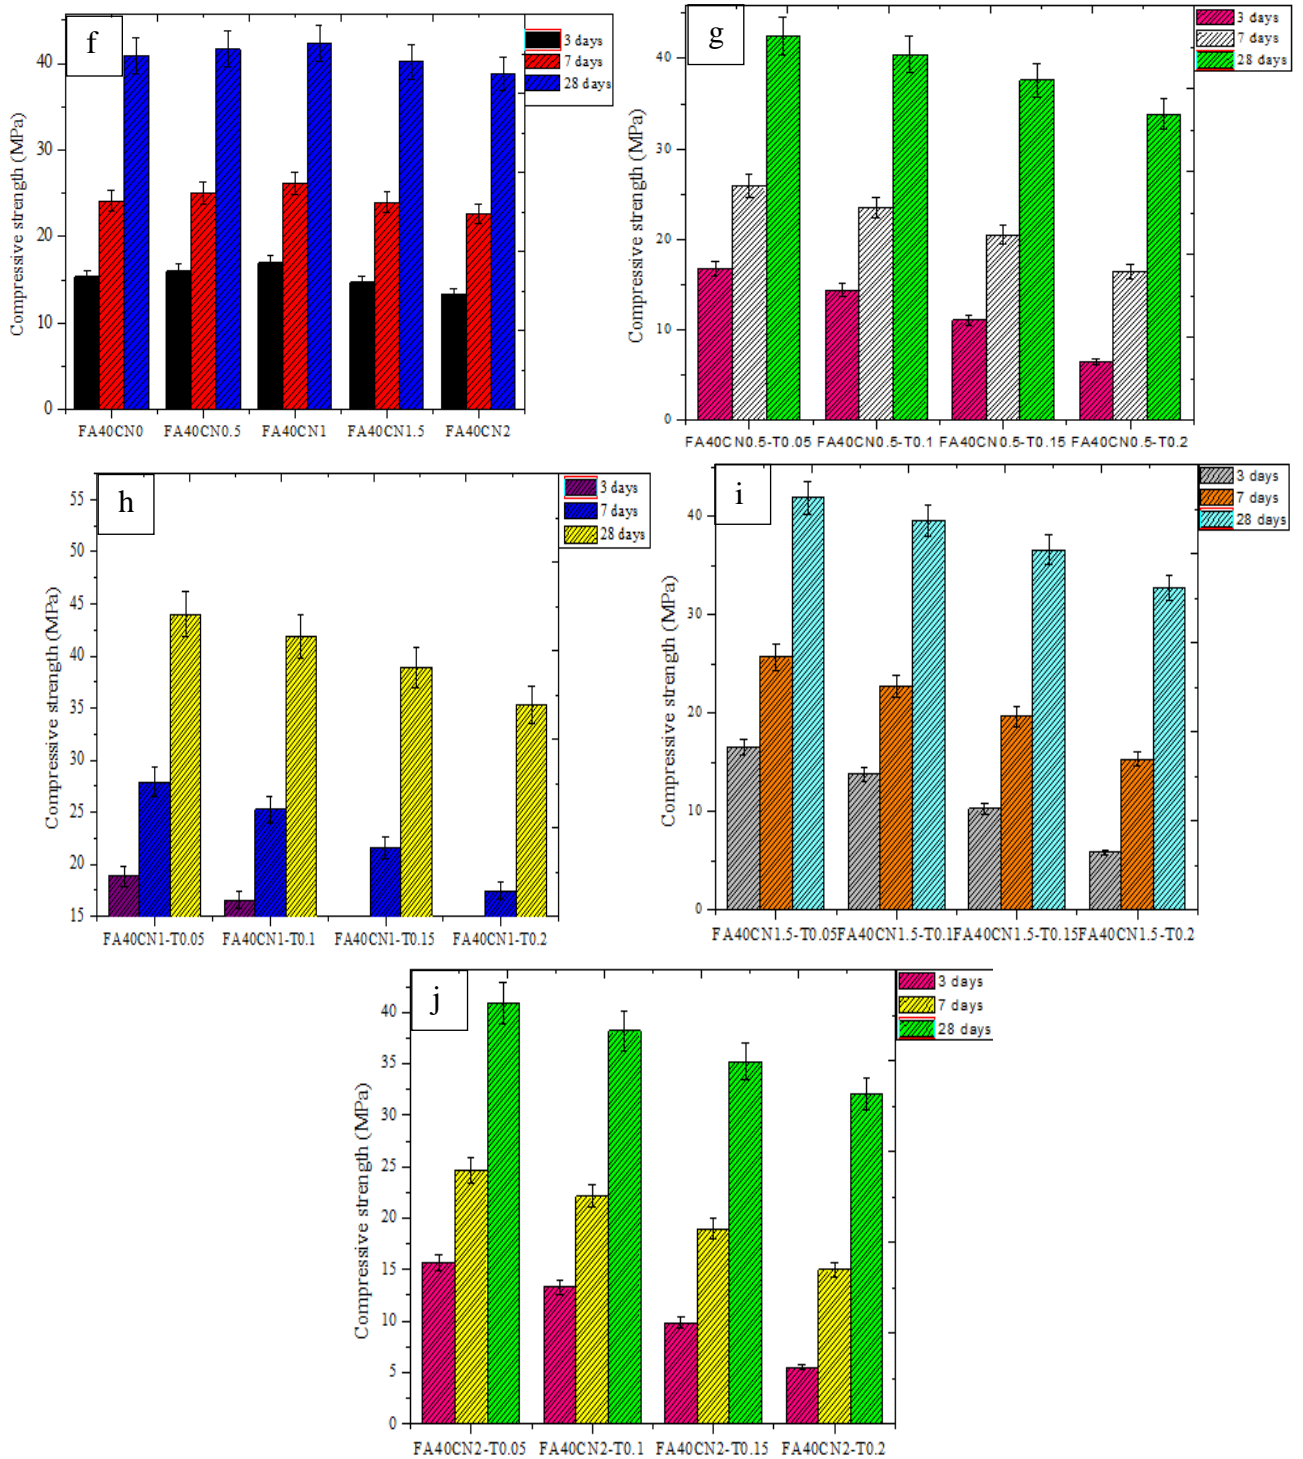 f
3 days
7 days
28 days
Compressive strength (MPa)
40
30
20
10
0
FA40CN0 FA40CN0.5 FA40CN1 FA40CN1.5 FA40CN2
g
3 days
7 days
28 days
Compressive strength (MPa)
40
30
20
10
0
FA40CN0.5-T0.05 FA40CN0.5-T0.1 FA40CN0.5-T0.15 FA40CN0.5-T0.2
h
3 days
7 days
28 days
Compressive strength (MPa)
55
50
45
40
35
30
25
20
15
FA40CN1-T0.05 FA40CN1-T0.1 FA40CN1-T0.15 FA40CN1-T0.2
i
3 days
7 days
28 days
Compressive strength (MPa)
40
30
20
10
0
FA40CN1.5-T0.05 FA40CN1.5-T0.1 FA40CN1.5-T0.15 FA40CN1.5-T0.2
j
3 days
7 days
28 days
Compressive strength (MPa)
40
35
30
25
20
15
10
5
0
FA40CN2-T0.05 FA40CN2-T0.1 FA40CN2-T0.15 FA40CN2-T0.2